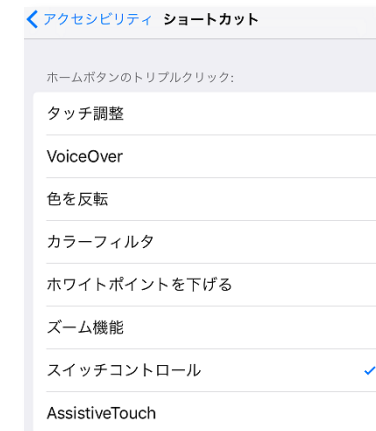 アクセシビリティ ショートカット
ホームボタンのトリプルクリック:
タッチ調整
VoiceOver
色を反転
カラーフィルタ
ホワイトポイントを下げる
ズーム機能
スイッチコントロール
AssistiveTouch